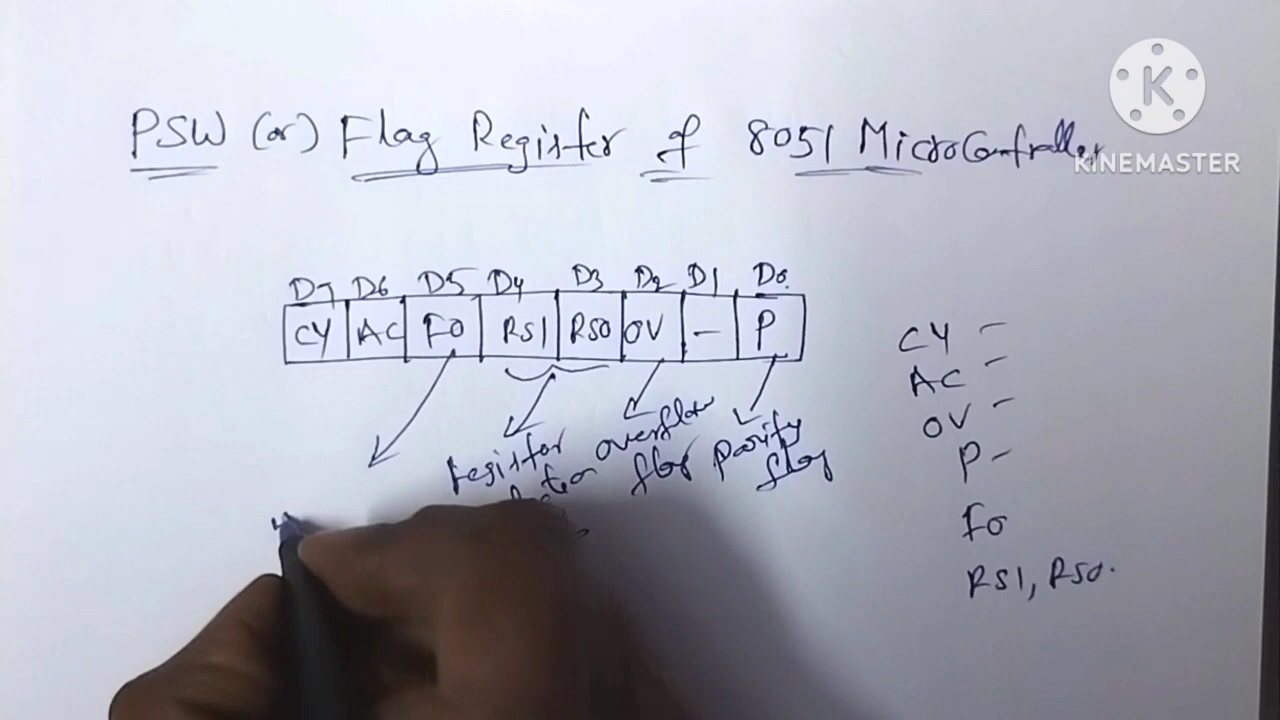 PSW (or) Flag Register of 8051 MicroController
K
KINEMASTER
D7 D6 D5 D4 D3 D2 D1 D0
CY AC F0 RS1 RS0 OV - P
register overflow flag parity flag
CY -
AC -
OV -
P -
F0
RS1, RS0.